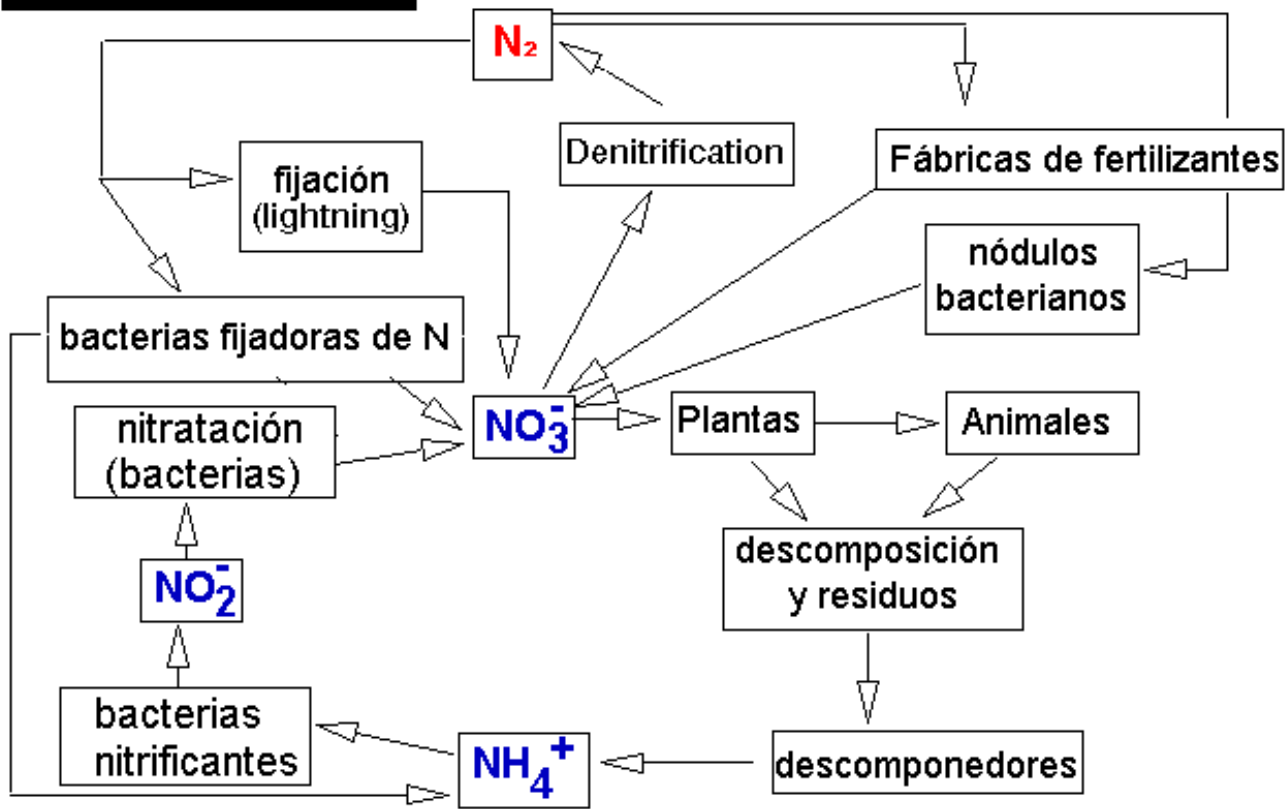 N₂
Denitrification
Fábricas de fertilizantes
fijación
(lightning)
nódulos
bacterianos
bacterias fijadoras de N
nitratación
(bacterias)
NO₃⁻
Plantas
Animales
descomposición
y residuos
NO₂⁻
bacterias
nitrificantes
NH₄⁺
descomponedores